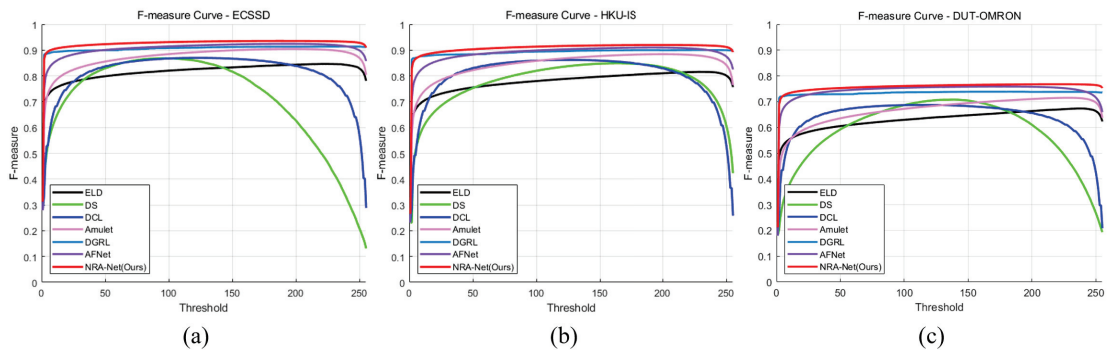 F-measure Curve - ECSSD
F-measure
1
0.9
0.8
0.7
0.6
0.5
0.4
0.3
0.2
0.1
0
ELD
DS
DCL
Amulet
DGRL
AFNet
NRA-Net(Ours)
0 50 100 150 200 250
Threshold
(a)
F-measure Curve - HKU-IS
F-measure
1
0.9
0.8
0.7
0.6
0.5
0.4
0.3
0.2
0.1
0
ELD
DS
DCL
Amulet
DGRL
AFNet
NRA-Net(Ours)
0 50 100 150 200 250
Threshold
(b)
F-measure Curve - DUT-OMRON
F-measure
1
0.9
0.8
0.7
0.6
0.5
0.4
0.3
0.2
0.1
0
ELD
DS
DCL
Amulet
DGRL
AFNet
NRA-Net(Ours)
0 50 100 150 200 250
Threshold
(c)